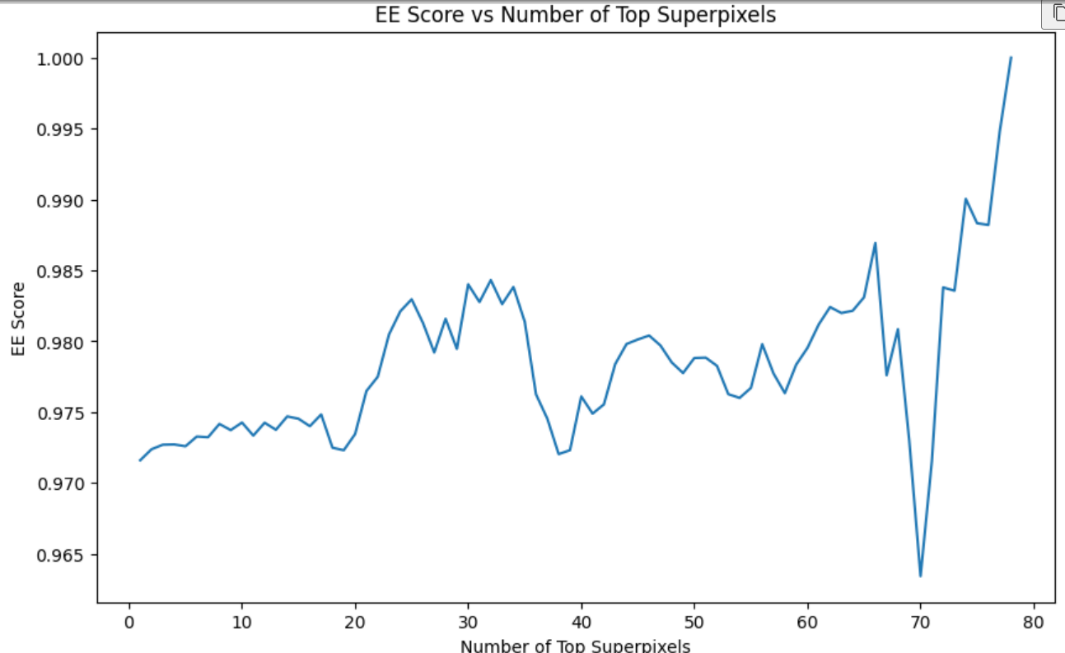 EE Score vs Number of Top Superpixels
1.000
0.995
0.990
0.985
0.980
0.975
0.970
0.965
EE Score
0 10 20 30 40 50 60 70 80
Number of Top Superpixels